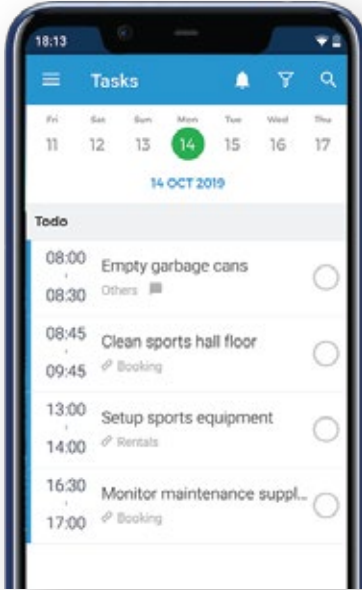 18:13
Tasks
Fri Sat Sun Mon Tue Wed Thu
11 12 13 14 15 16 17
14 OCT 2019
Todo
08:00
Empty garbage cans
Others
08:30
08:45
Clean sports hall floor
Booking
09:45
13:00
Setup sports equipment
Rentals
14:00
16:30
Monitor maintenance suppl...
Booking
17:00